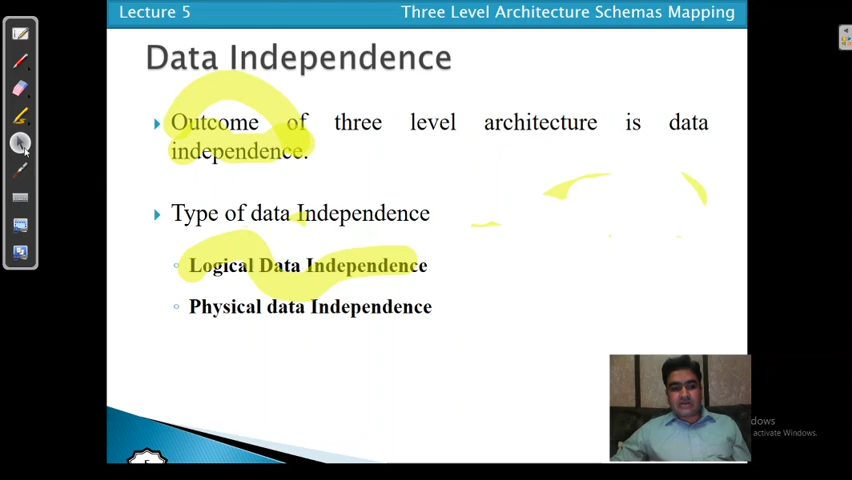 Lecture 5
Three Level Architecture Schemas Mapping
Data Independence
Outcome of three level architecture is data
independence.
Type of data Independence
Logical Data Independence
Physical data Independence
dows
activate Windows.
5